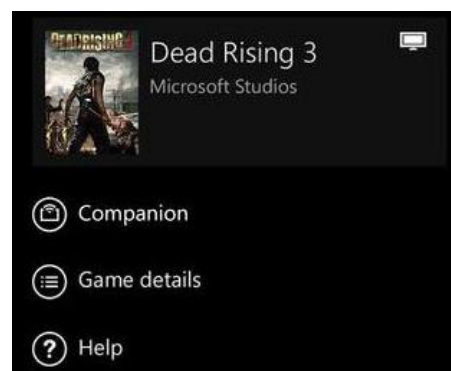 DEADRISING 3
Dead Rising 3
Microsoft Studios
Companion
Game details
? Help